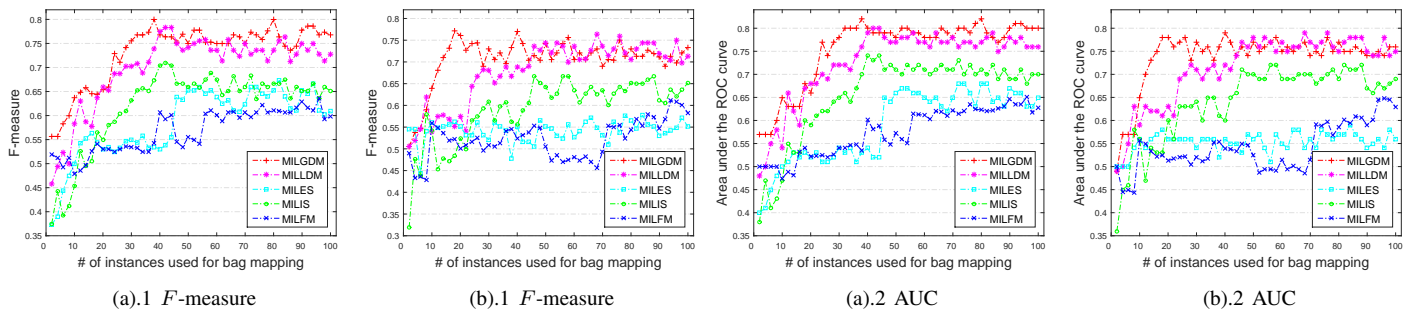 F-measure
0.8
0.75
0.7
0.65
0.6
0.55
0.5
0.45
0.4
0.35
0 10 20 30 40 50 60 70 80 90 100
# of instances used for bag mapping
MILGDM
MILLDM
MILES
MILIS
MILFM
(a).1 F-measure
F-measure
0.8
0.75
0.7
0.65
0.6
0.55
0.5
0.45
0.4
0.35
0.3
0 10 20 30 40 50 60 70 80 90 100
# of instances used for bag mapping
MILGDM
MILLDM
MILES
MILIS
MILFM
(b).1 F-measure
Area under the ROC curve
0.8
0.75
0.7
0.65
0.6
0.55
0.5
0.45
0.4
0.35
0 10 20 30 40 50 60 70 80 90 100
# of instances used for bag mapping
MILGDM
MILLDM
MILES
MILIS
MILFM
(a).2 AUC
Area under the ROC curve
0.8
0.75
0.7
0.65
0.6
0.55
0.5
0.45
0.4
0.35
0 10 20 30 40 50 60 70 80 90 100
# of instances used for bag mapping
MILGDM
MILLDM
MILES
MILIS
MILFM
(b).2 AUC